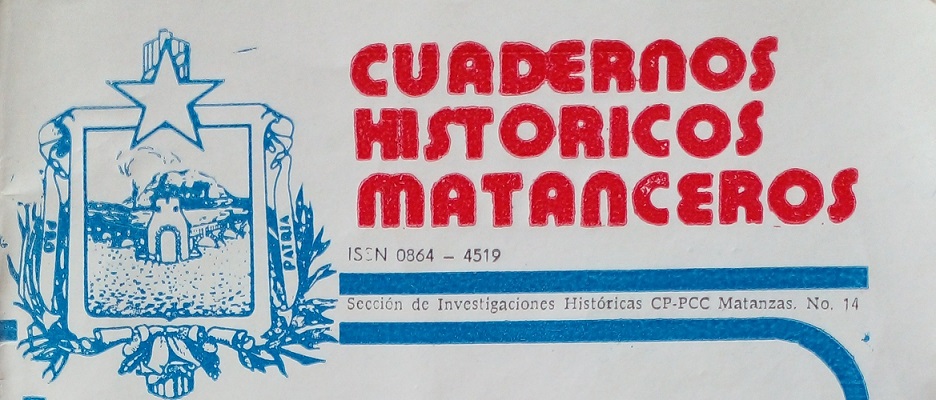 CUADERNOS
HISTORICOS
MATANCEROS
ISSN 0864 – 4519
Sección de Investigaciones Históricas CP-PCC Matanzas. No. 14
PATRIA